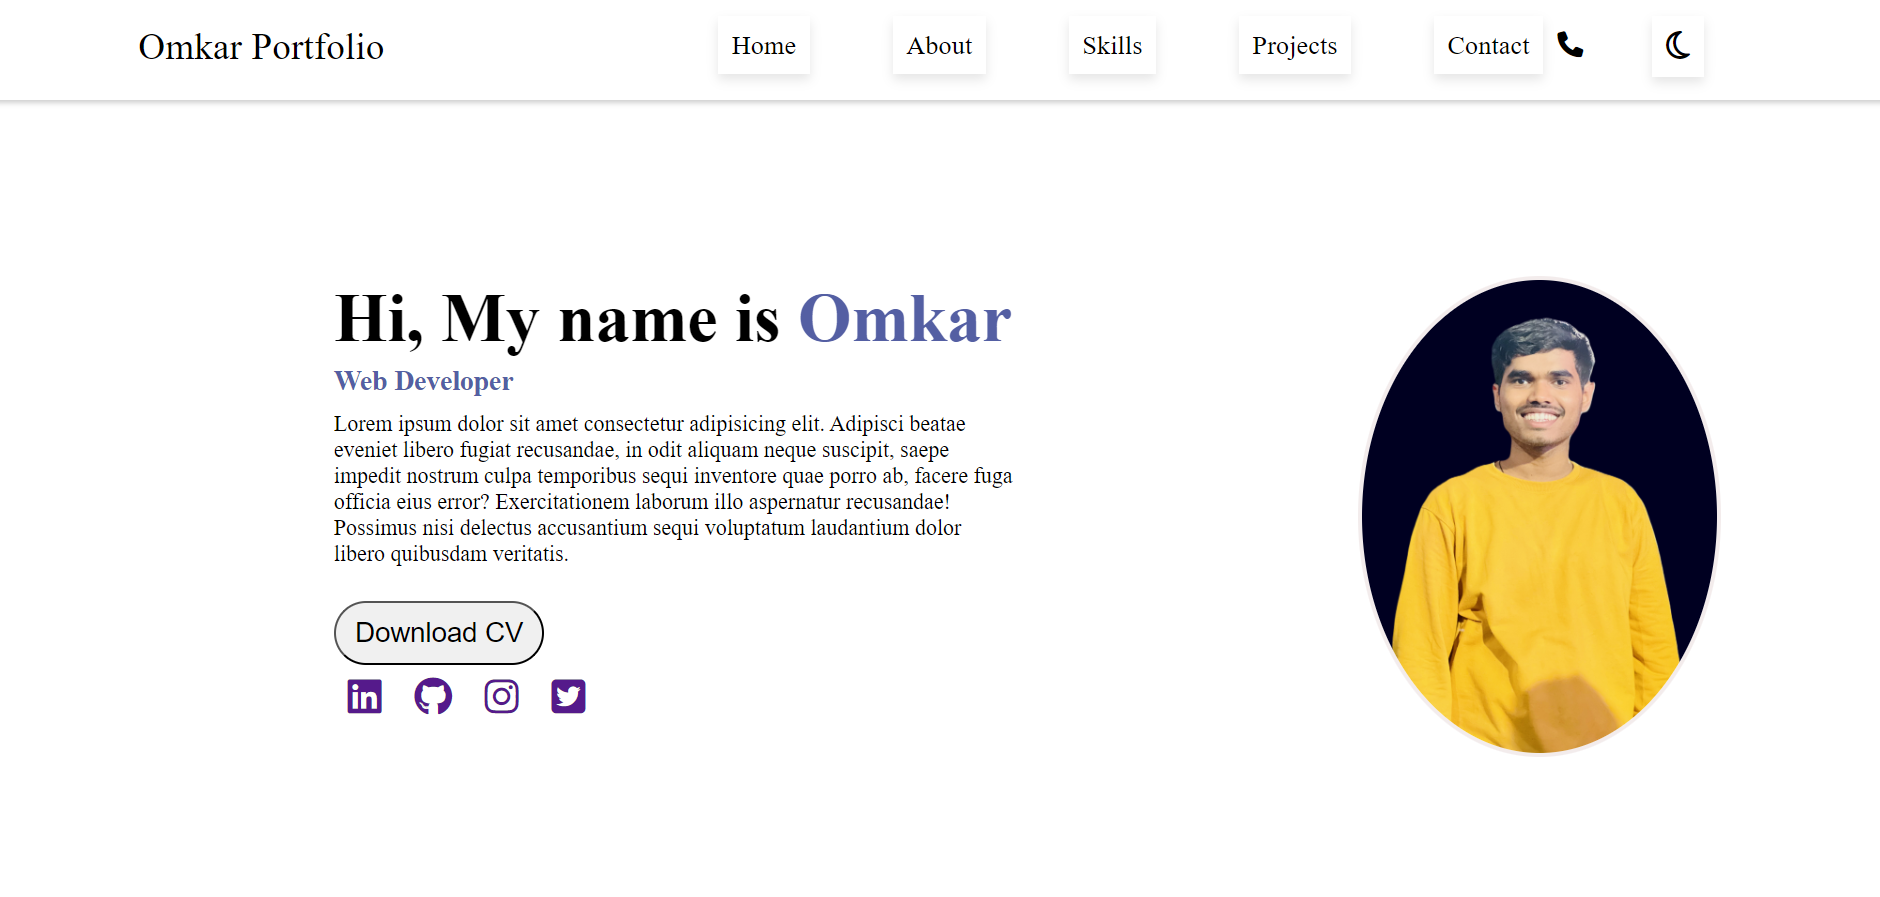 Omkar Portfolio
Home
About
Skills
Projects
Contact
Hi, My name is Omkar
Web Developer
Lorem ipsum dolor sit amet consectetur adipisicing elit. Adipisci beatae
eveniet libero fugiat recusandae, in odit aliquam neque suscipit, saepe
impedit nostrum culpa temporibus sequi inventore quae porro ab, facere fuga
officia eius error? Exercitationem laborum illo aspernatur recusandae!
Possimus nisi delectus accusantium sequi voluptatum laudantium dolor
libero quibusdam veritatis.
Download CV
in